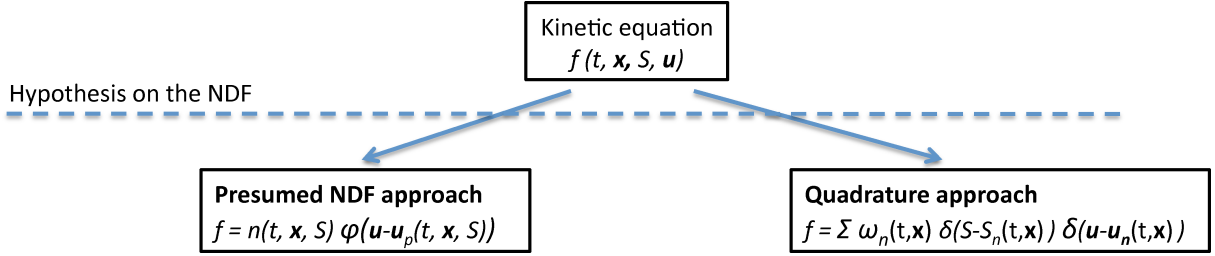 Kinetic equation
f (t, x, S, u)
Hypothesis on the NDF
Presumed NDF approach
f = n(t, x, S) φ(u-uₚ(t, x, S))
Quadrature approach
f = Σ ωₙ(t,x) δ(S-Sₙ(t,x) ) δ(u-uₙ(t,x) )